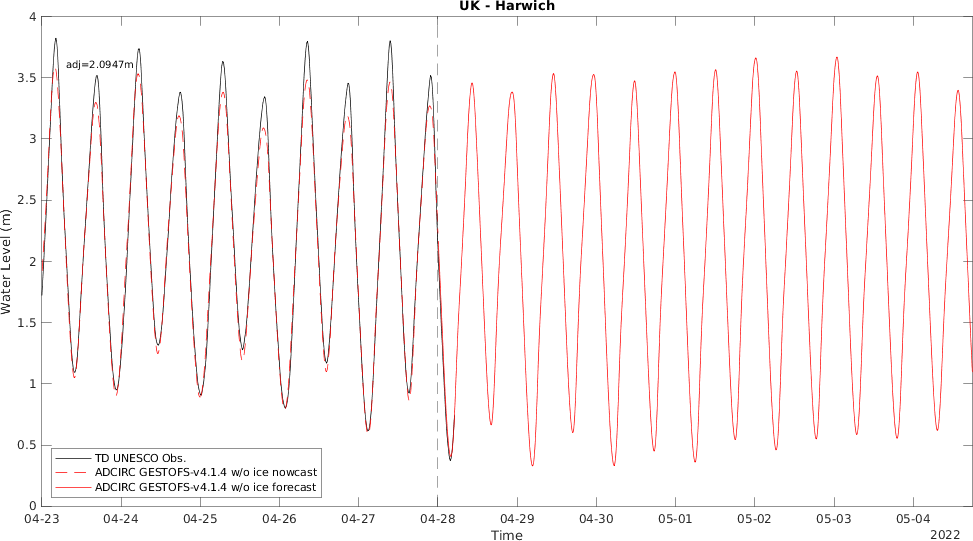 UK - Harwich
4
adj=2.0947m
3.5
3
2.5
2
1.5
1
0.5
0
Water Level (m)
TD UNESCO Obs.
ADCIRC GESTOFS-v4.1.4 w/o ice nowcast
ADCIRC GESTOFS-v4.1.4 w/o ice forecast
04-23 04-24 04-25 04-26 04-27 04-28 04-29 04-30 05-01 05-02 05-03 05-04
Time
2022